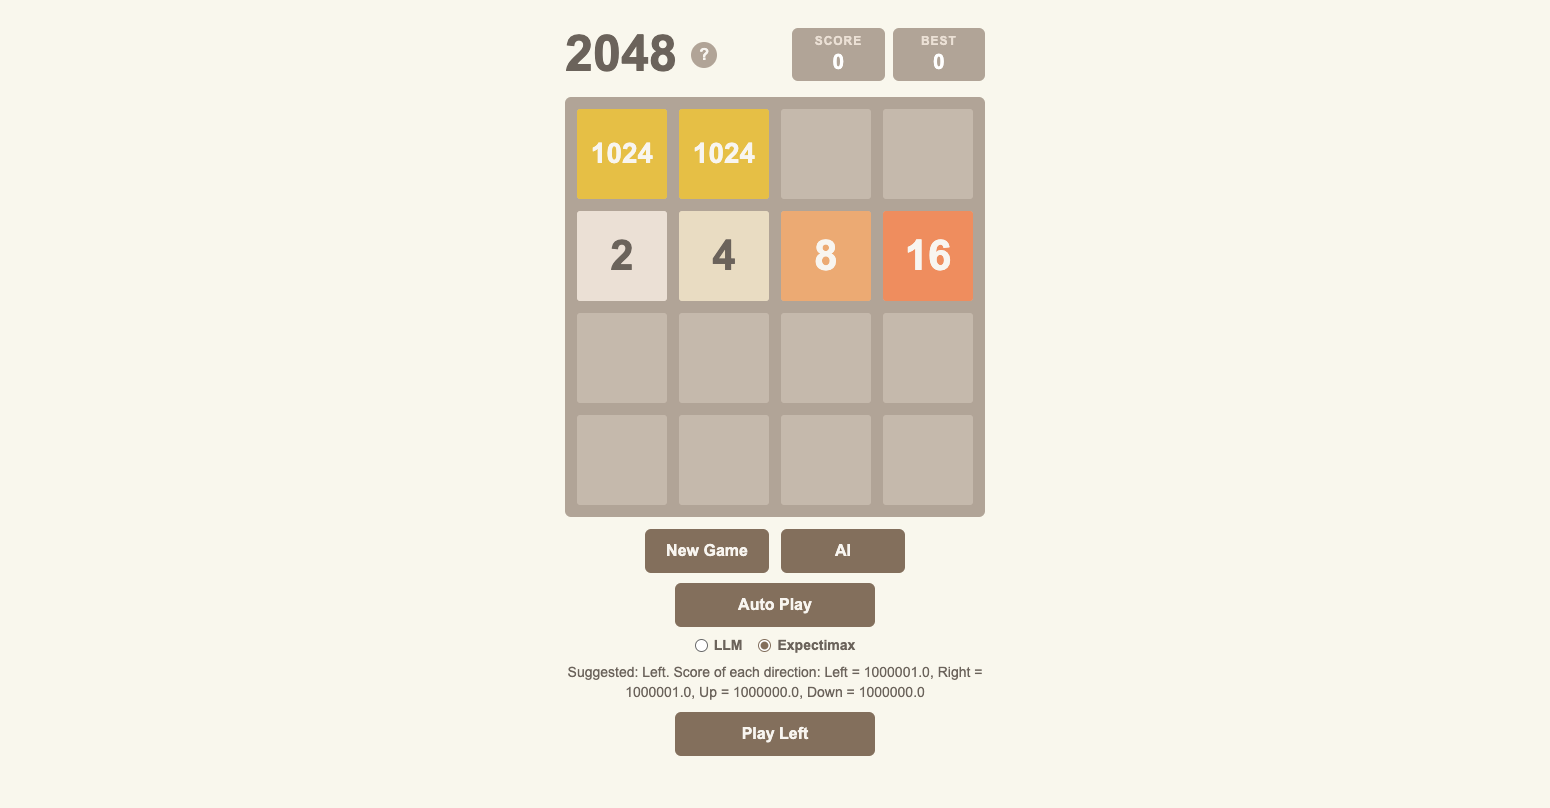 2048
?
SCORE
0
BEST
0
1024 1024
2 4 8 16
New Game
AI
Auto Play
LLM
Expectimax
Suggested: Left. Score of each direction: Left = 1000001.0, Right =
1000001.0, Up = 1000000.0, Down = 1000000.0
Play Left